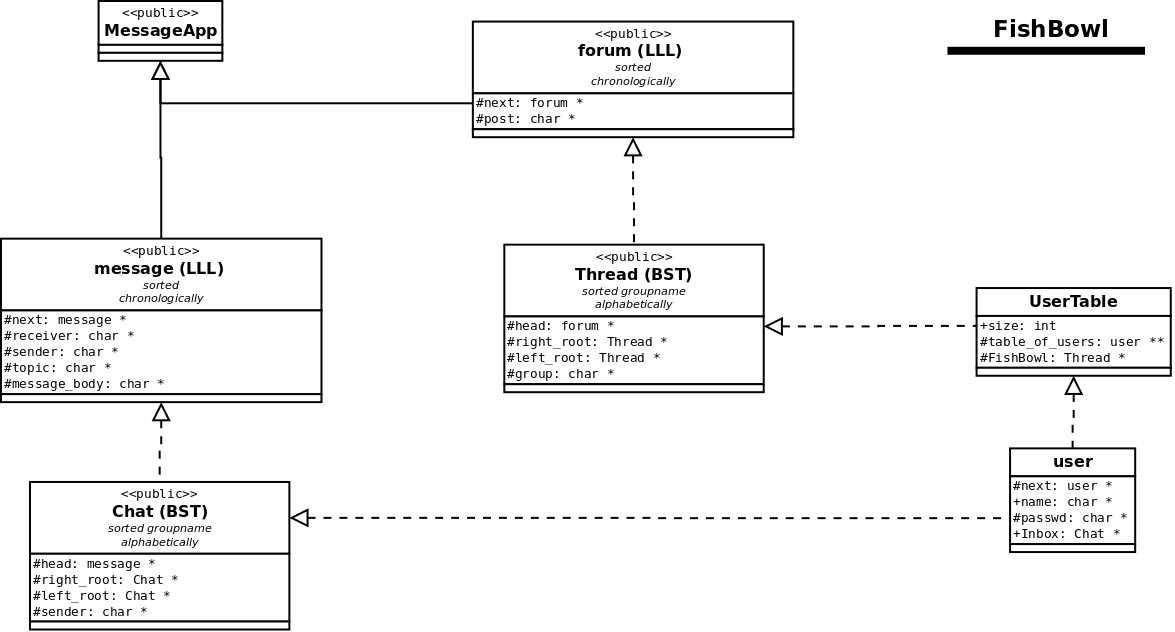 <<public>>
MessageApp
<<public>>
forum (LLL)
sorted
chronologically
#next: forum *
#post: char *
FishBowl
<<public>>
message (LLL)
sorted
chronologically
#next: message *
#receiver: char *
#sender: char *
#topic: char *
#message_body: char *
<<public>>
Thread (BST)
sorted groupname
alphabetically
#head: forum *
#right_root: Thread *
#left_root: Thread *
#group: char *
UserTable
+size: int
#table_of_users: user **
#FishBowl: Thread *
user
#next: user *
+name: char *
#passwd: char *
+Inbox: Chat *
<<public>>
Chat (BST)
sorted groupname
alphabetically
#head: message *
#right_root: Chat *
#left_root: Chat *
#sender: char *